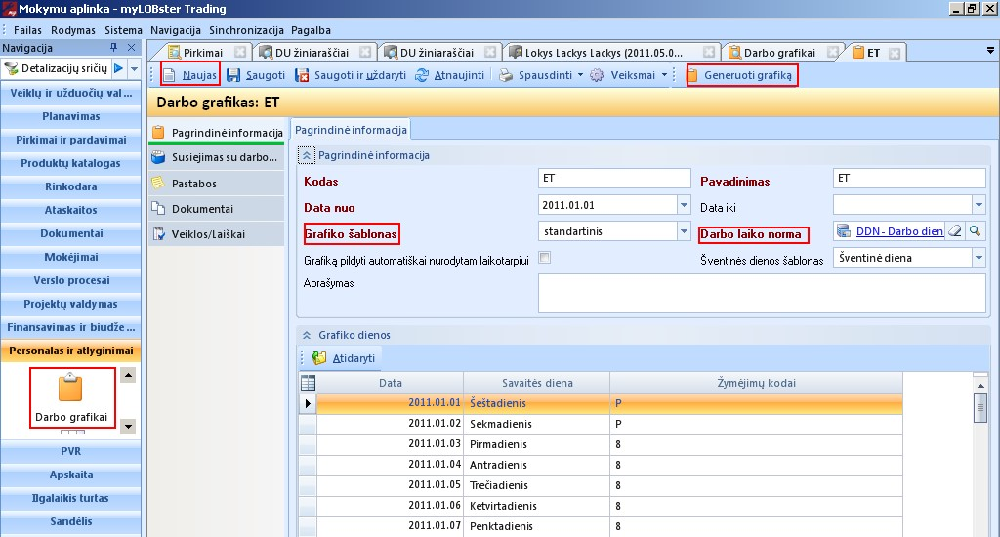 Mokymu aplinka - myLOBster Trading
Failas Rodymas Sistema Navigacija Sinchronizacija Pagalba
Navigacija
Detalizacijų sričių
Veiklų ir užduočių val ...
Planavimas
Pirkimai ir pardavimai
Produktų katalogas
Rinkodara
Ataskaitos
Dokumentai
Mokėjimai
Verslo procesai
Projektų valdymas
Finansavimas ir biudže ...
Personalas ir atlyginimai
Darbo grafikai
PVR
Apskaita
Ilgalaikis turtas
Sandėlis
Pirkimai
DU žiniaraščiai
DU žiniaraščiai
Lokys Lackys Lackys (2011.05.0...
Darbo grafikai
ET
Naujas
Saugoti
Saugoti ir uždaryti
Atnaujinti
Spausdinti
Veiksmai
Generuoti grafiką
Darbo grafikas: ET
Pagrindinė informacija
Susiejimas su darbo...
Pastabos
Dokumentai
Veiklos/Laiškai
Pagrindinė informacija
Pagrindinė informacija
Kodas ET Pavadinimas ET
Data nuo 2011.01.01 Data iki
Grafiko šablonas standartinis Darbo laiko norma DDN - Darbo dien
Grafiką pildyti automatiškai nurodytam laikotarpiui Šventinės dienos šablonas Šventinė diena
Aprašymas
Grafiko dienos
Atidaryti
Data Savaitės diena Žymėjimų kodai
2011.01.01 Šeštadienis P
2011.01.02 Sekmadienis P
2011.01.03 Pirmadienis 8
2011.01.04 Antradienis 8
2011.01.05 Trečiadienis 8
2011.01.06 Ketvirtadienis 8
2011.01.07 Penktadienis 8